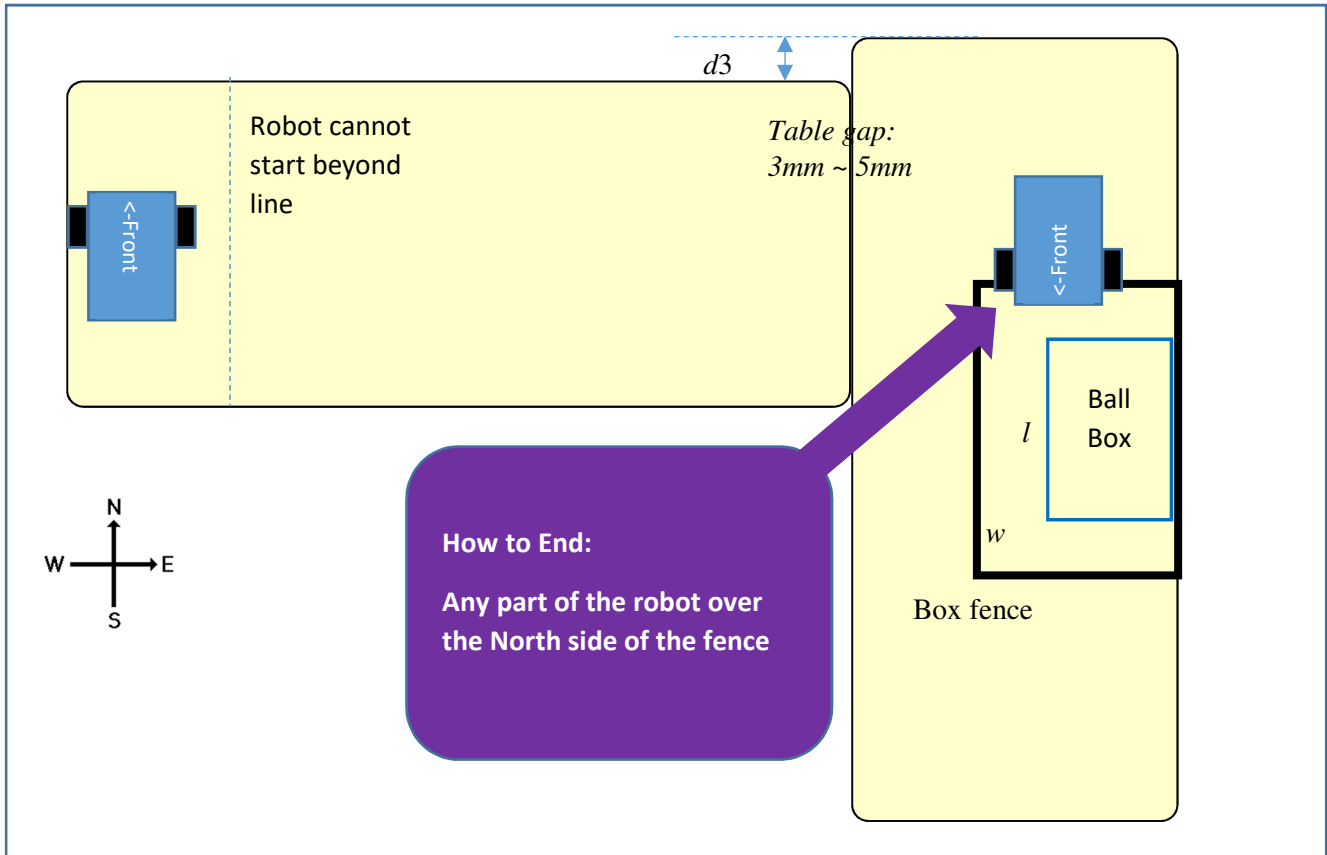 d3
Robot cannot
start beyond
line
Table gap:
3mm ~ 5mm
<-Front
<-Front
Ball
Box
l
w
Box fence
How to End:
Any part of the robot over
the North side of the fence
N
W
E
S